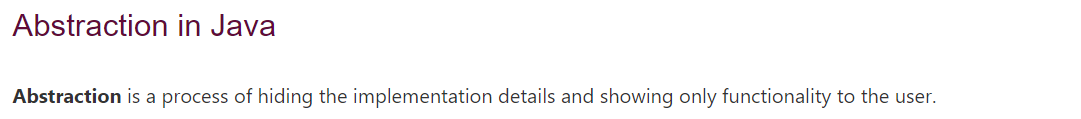 Abstraction in Java
Abstraction is a process of hiding the implementation details and showing only functionality to the user.